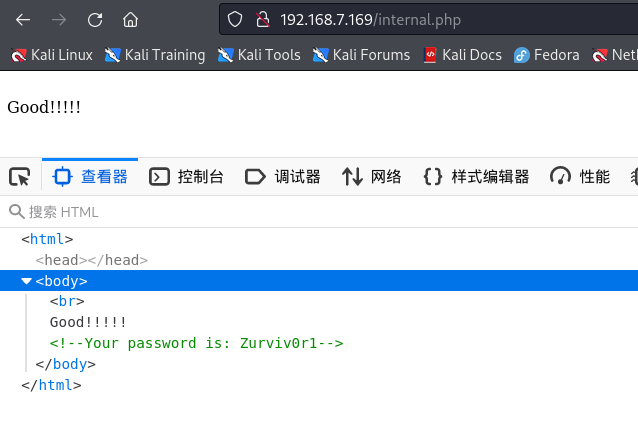 192.168.7.169/internal.php
Kali Linux Kali Training Kali Tools Kali Forums Kali Docs Fedora
Good!!!!!
查看器 控制台 调试器 网络 样式编辑器 性能
搜索 HTML
<html>
<head></head>
<body>
<br>
Good!!!!!
<!--Your password is: Zurviv0r1-->
</body>
</html>